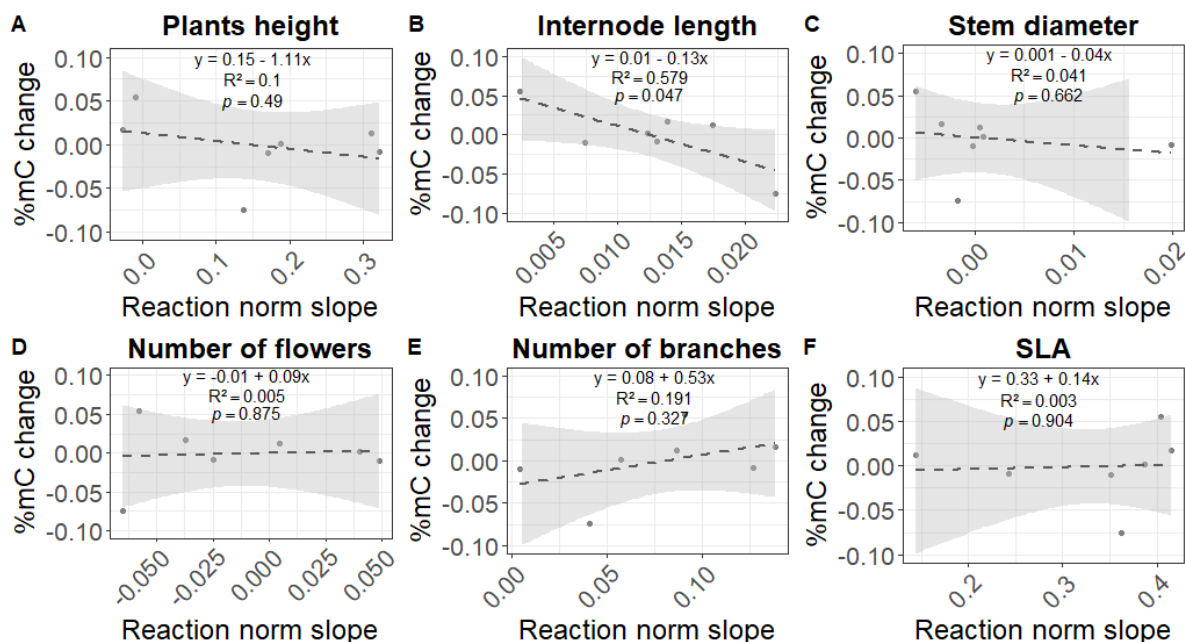 A Plants height
y = 0.15 - 1.11x
R² = 0.1
p = 0.49
%mC change
0.10
0.05
0.00
-0.05
-0.10
0.0 0.1 0.2 0.3
Reaction norm slope
B Internode length
y = 0.01 - 0.13x
R² = 0.579
p = 0.047
%mC change
0.10
0.05
0.00
-0.05
-0.10
0.005 0.010 0.015 0.020
Reaction norm slope
C Stem diameter
y = 0.001 - 0.04x
R² = 0.041
p = 0.662
%mC change
0.10
0.05
0.00
-0.05
-0.10
0.00 0.01 0.02
Reaction norm slope
D Number of flowers
y = -0.01 + 0.09x
R² = 0.005
p = 0.875
%mC change
0.10
0.05
0.00
-0.05
-0.10
-0.050 -0.025 0.000 0.025 0.050
Reaction norm slope
E Number of branches
y = 0.08 + 0.53x
R² = 0.191
p = 0.327
%mC change
0.10
0.05
0.00
-0.05
-0.10
0.00 0.05 0.10
Reaction norm slope
F SLA
y = 0.33 + 0.14x
R² = 0.003
p = 0.904
%mC change
0.10
0.05
0.00
-0.05
-0.10
0.2 0.3 0.4
Reaction norm slope